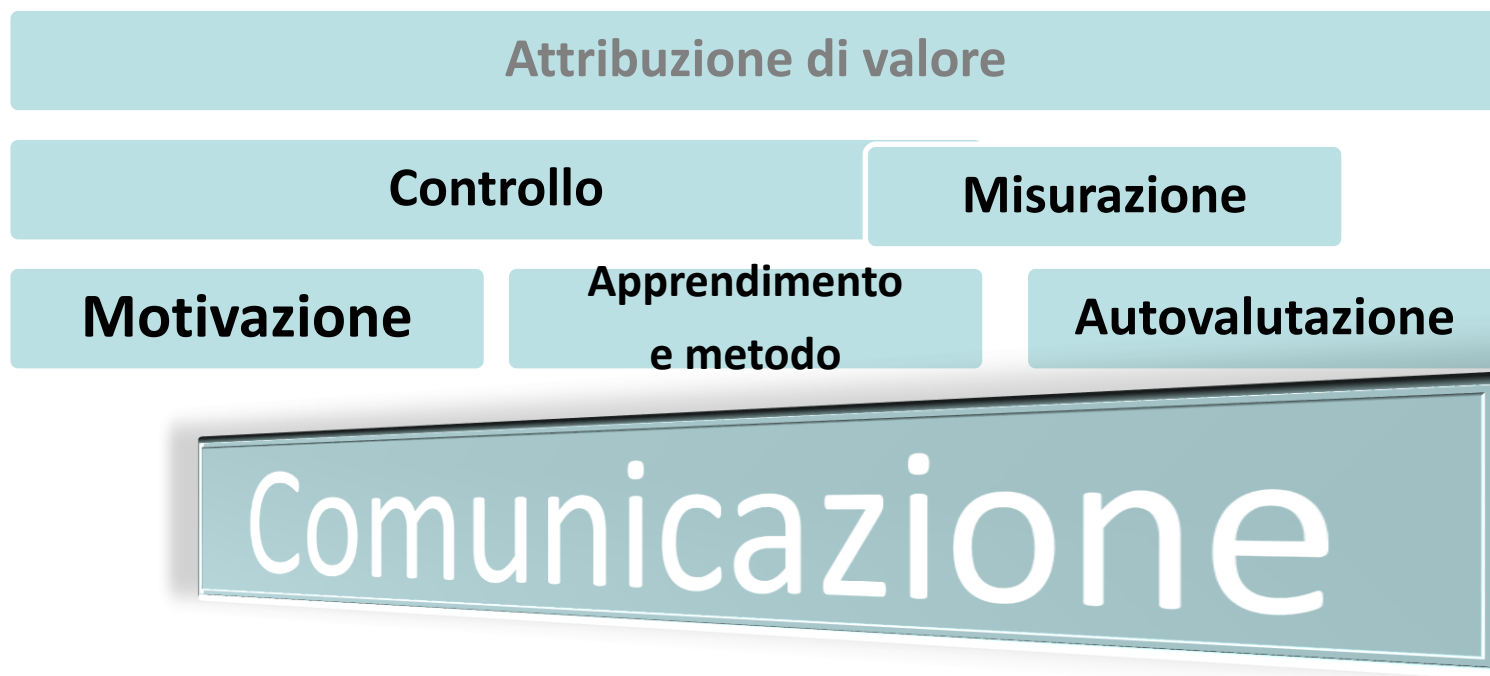 Attribuzione di valore
Controllo
Misurazione
Motivazione
Apprendimento
e metodo
Autovalutazione
Comunicazione